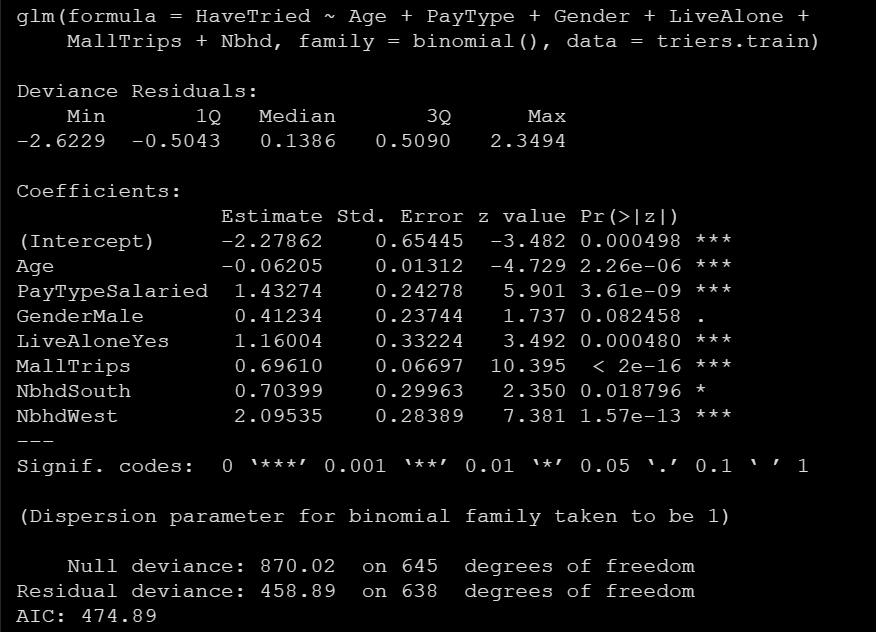 glm(formula = HaveTried ~ Age + PayType + Gender + LiveAlone +
    MallTrips + Nbhd, family = binomial(), data = triers.train)

Deviance Residuals:
    Min       1Q   Median       3Q      Max
-2.6229  -0.5043   0.1386   0.5090   2.3494

Coefficients:
                Estimate Std. Error z value Pr(>|z|)
(Intercept)     -2.27862    0.65445  -3.482 0.000498 ***
Age             -0.06205    0.01312  -4.729 2.26e-06 ***
PayTypeSalaried  1.43274    0.24278   5.901 3.61e-09 ***
GenderMale       0.41234    0.23744   1.737 0.082458 .
LiveAloneYes     1.16004    0.33224   3.492 0.000480 ***
MallTrips        0.69610    0.06697  10.395  < 2e-16 ***
NbhdSouth        0.70399    0.29963   2.350 0.018796 *
NbhdWest         2.09535    0.28389   7.381 1.57e-13 ***
---
Signif. codes:  0 ‘***’ 0.001 ‘**’ 0.01 ‘*’ 0.05 ‘.’ 0.1 ‘ ’ 1

(Dispersion parameter for binomial family taken to be 1)

    Null deviance: 870.02  on 645  degrees of freedom
Residual deviance: 458.89  on 638  degrees of freedom
AIC: 474.89